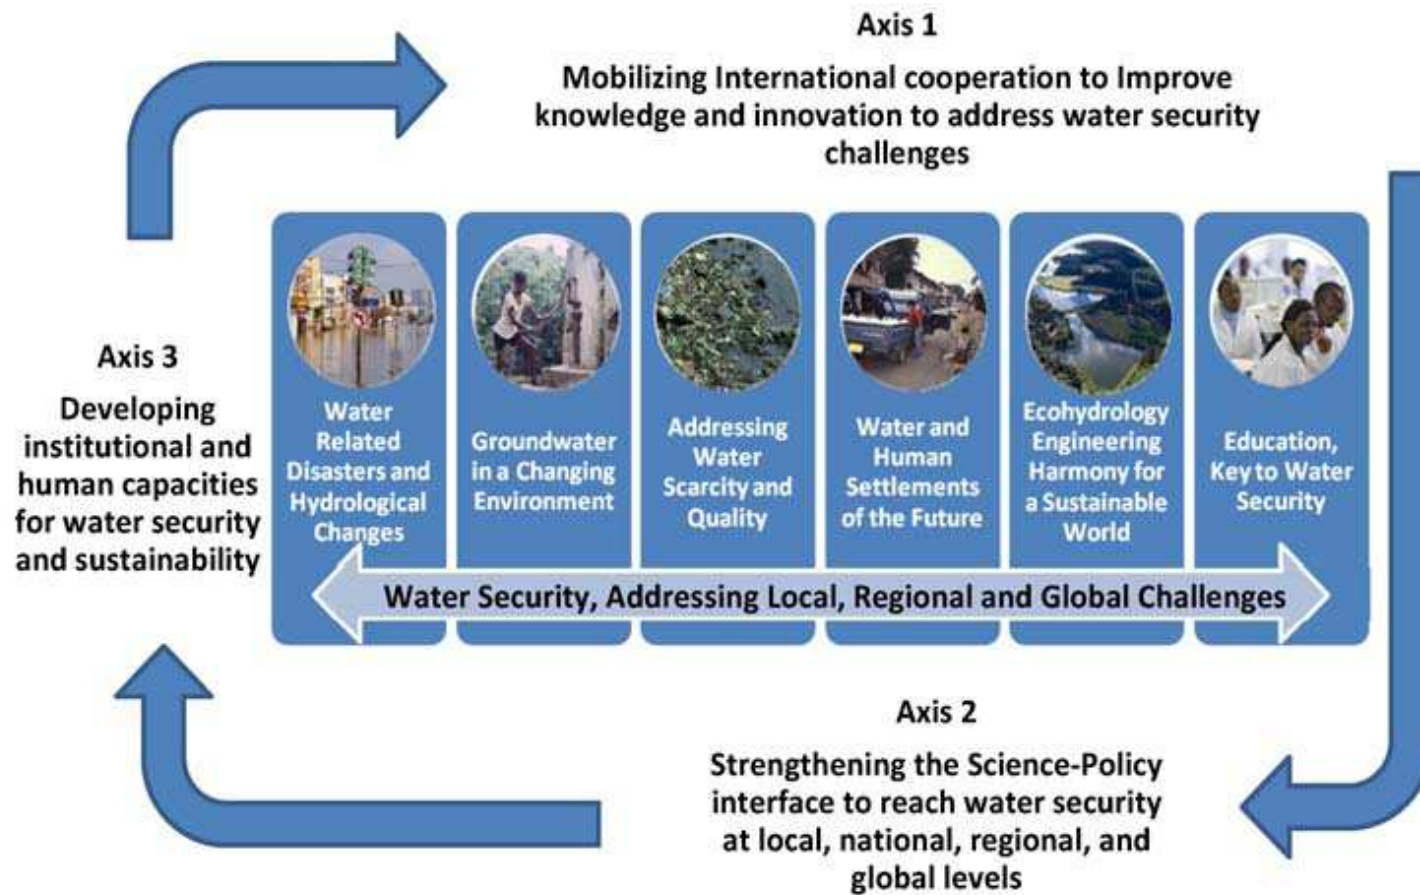 Axis 1
Mobilizing International cooperation to Improve
knowledge and innovation to address water security
challenges
Axis 3
Developing
institutional and
human capacities
for water security
and sustainability
Water
Related
Disasters and
Hydrological
Changes
Groundwater
in a Changing
Environment
Addressing
Water
Scarcity and
Quality
Water and
Human
Settlements
of the Future
Ecohydrology
Engineering
Harmony for
a Sustainable
World
Education,
Key to Water
Security
Water Security, Addressing Local, Regional and Global Challenges
Axis 2
Strengthening the Science-Policy
interface to reach water security
at local, national, regional, and
global levels